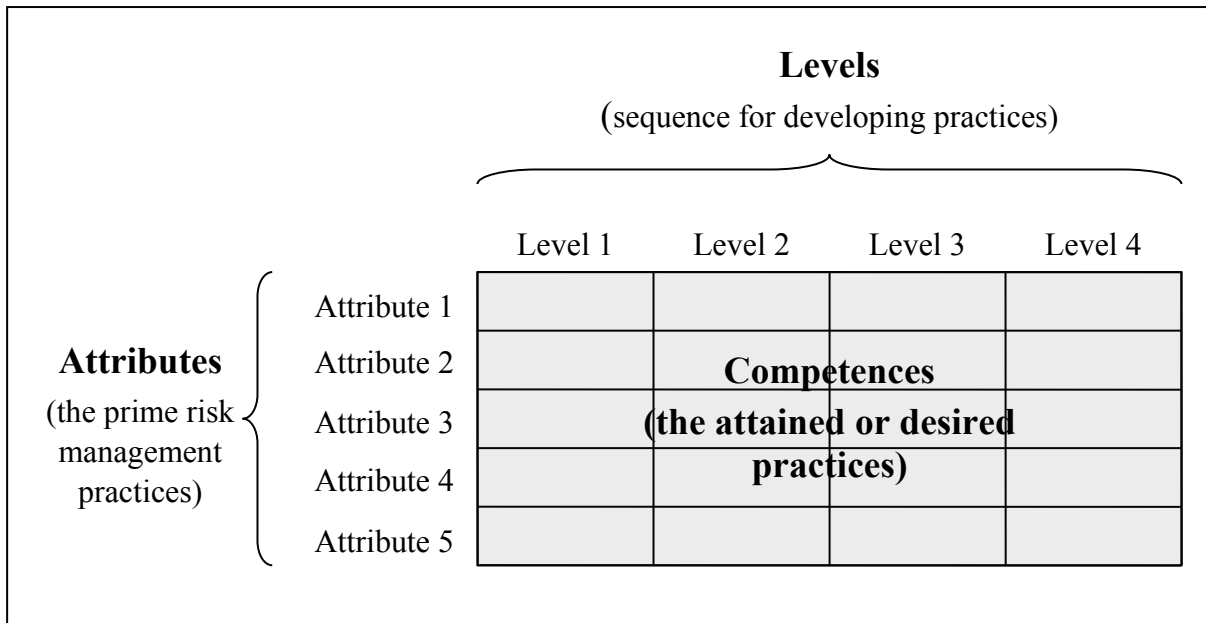 Levels
(sequence for developing practices)
Level 1 Level 2 Level 3 Level 4
Attributes
(the prime risk
management
practices)
Attribute 1
Attribute 2
Attribute 3
Attribute 4
Attribute 5
Competences
(the attained or desired
practices)